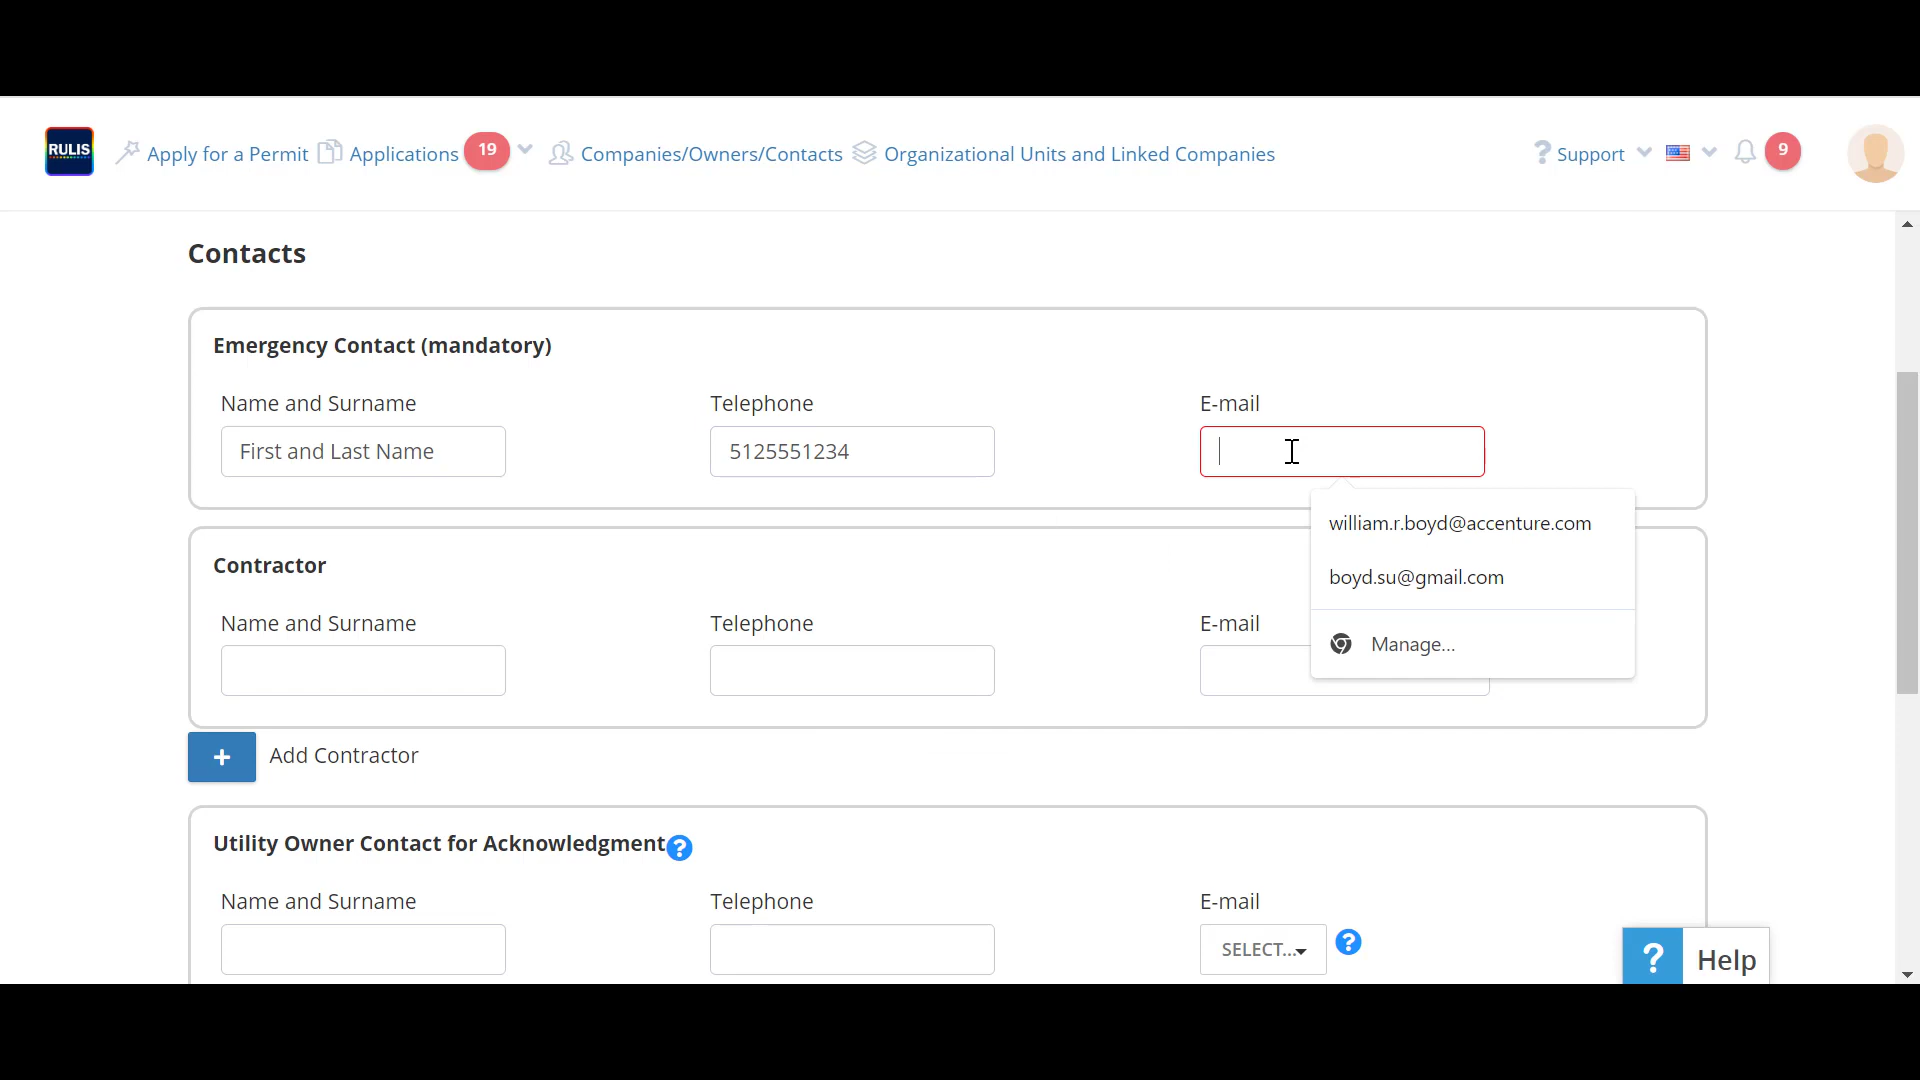 RULIS Apply for a Permit Applications 19 Companies/Owners/Contacts Organizational Units and Linked Companies ? Support 9
Contacts
Emergency Contact (mandatory)
Name and Surname Telephone E-mail
First and Last Name 5125551234
william.r.boyd@accenture.com
boyd.su@gmail.com
Manage...
Contractor
Name and Surname Telephone E-mail
+ Add Contractor
Utility Owner Contact for Acknowledgment ?
Name and Surname Telephone E-mail
SELECT... ?
? Help